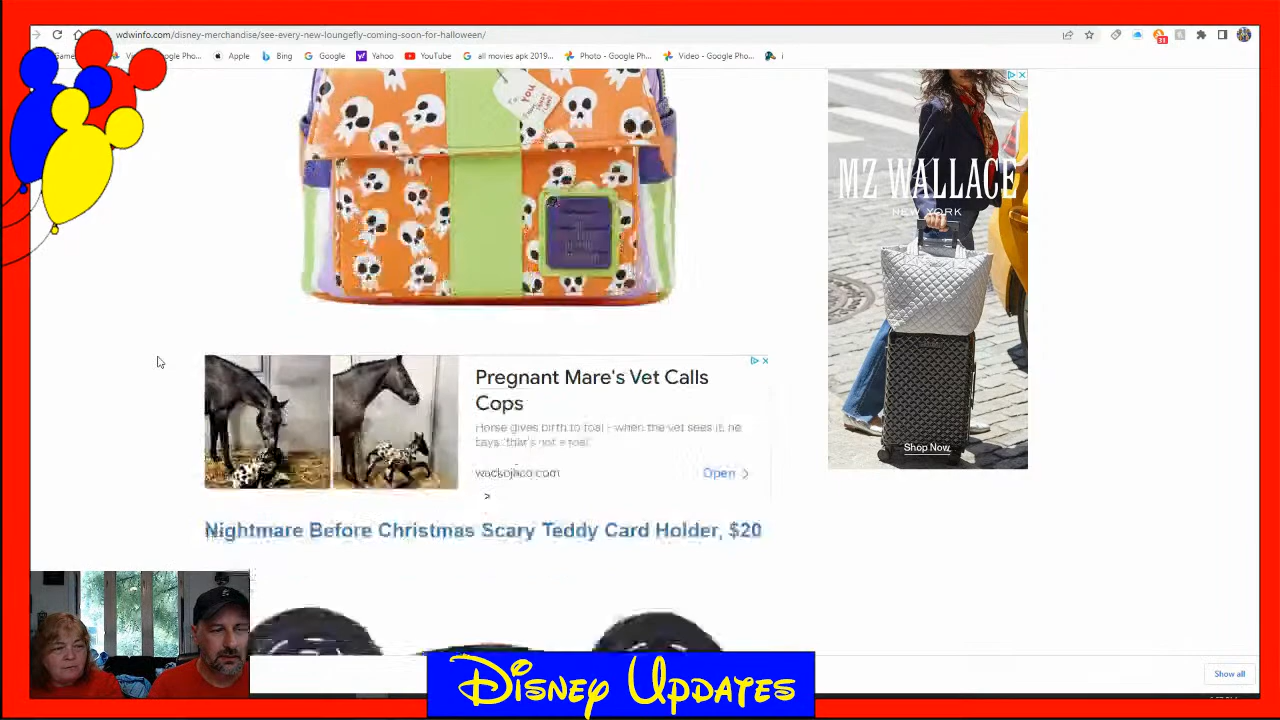 wdwinfo.com/disney-merchandise/see-every-new-loungefly-coming-soon-for-halloween/
Apple Bing Google Yahoo YouTube all movies apk 2019... Photo - Google Ph... Video - Google Pho...
YOU
MZ WALLACE
NEW YORK
Pregnant Mare's Vet Calls
Cops
Horse gives birth to foal - when the vet sees it, he
says "that's not a foal"
wackojaco.com
Open
Shop Now
Nightmare Before Christmas Scary Teddy Card Holder, $20
Show all
DISNEY UPDATES